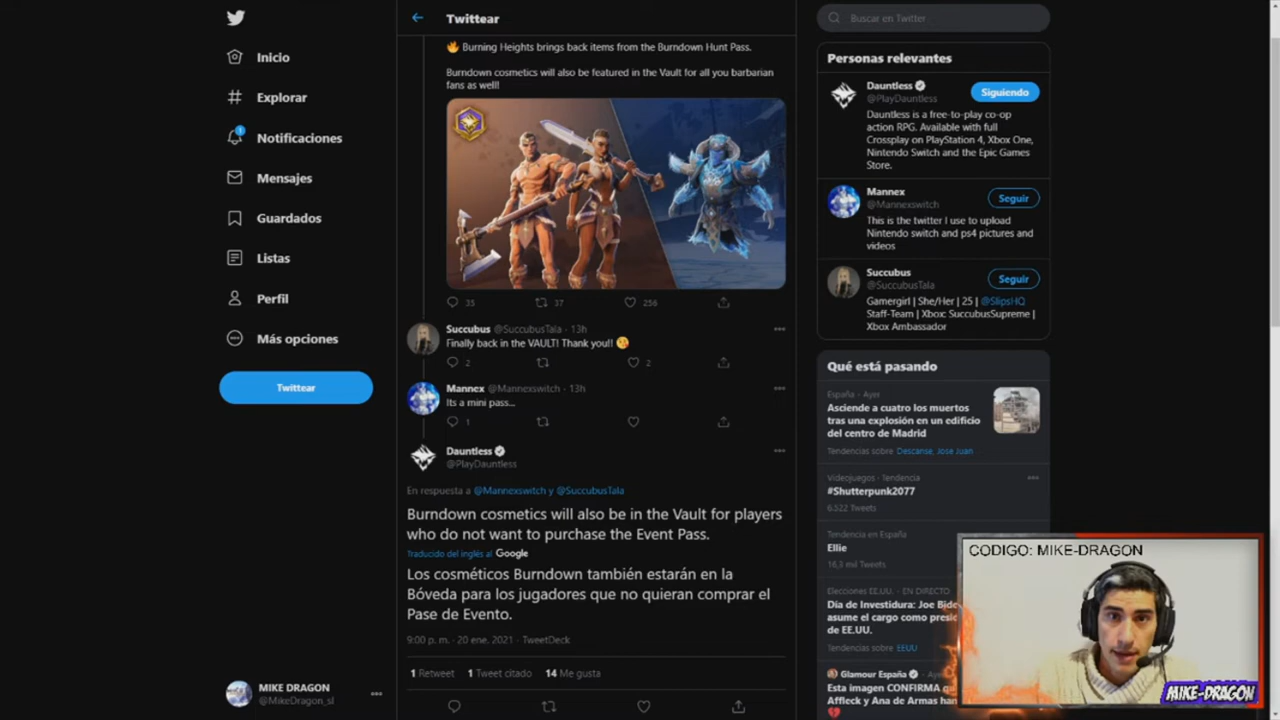 Inicio
Explorar
Notificaciones
Mensajes
Guardados
Listas
Perfil
Más opciones
Twittear
MIKE DRAGON
@MikeDragon_sl
Twittear
🔥 Burning Heights brings back items from the Burndown Hunt Pass.
Burndown cosmetics will also be featured in the Vault for all you barbarian
fans as well!
35 37 256
Succubus @SuccubusTala · 13h
Finally back in the VAULT! Thank you!! 😘
2 2
Mannex @Mannexswitch · 13h
Its a mini pass...
1
Dauntless
@PlayDauntless
En respuesta a @Mannexswitch y @SuccubusTala
Burndown cosmetics will also be in the Vault for players
who do not want to purchase the Event Pass.
Traducido del inglés al Google
Los cosméticos Burndown también estarán en la
Bóveda para los jugadores que no quieran comprar el
Pase de Evento.
9:00 p. m. · 20 ene. 2021 · TweetDeck
1 Retweet 1 Tweet citado 14 Me gusta
Buscar en Twitter
Personas relevantes
Dauntless
@PlayDauntless
Siguiendo
Dauntless is a free-to-play co-op
action RPG. Available with full
Crossplay on PlayStation 4, Xbox One,
Nintendo Switch and the Epic Games
Store.
Mannex
@Mannexswitch
Seguir
This is the twitter I use to upload
Nintendo switch and ps4 pictures and
videos
Succubus
@SuccubusTala
Seguir
Gamergirl | She/Her | 25 | @SlipsHQ
Staff-Team | Xbox: SuccubusSupreme |
Xbox Ambassador
Qué está pasando
España · Ayer
Asciende a cuatro los muertos
tras una explosión en un edificio
del centro de Madrid
Tendencias sobre Descanse, Jose Juan
Videojuegos · Tendencia
#Shutterpunk2077
6.522 Tweets
Tendencia en España
Ellie
16,3 mil Tweets
Elecciones EE.UU. · EN DIRECTO
Día de Investidura: Joe Bide
asume el cargo como presi
de EE.UU.
Tendencias sobre EEUU
Glamour España · Aye
Esta imagen CONFIRMA q
Affleck y Ana de Armas han
CODIGO: MIKE-DRAGON
MIKE-DRAGON